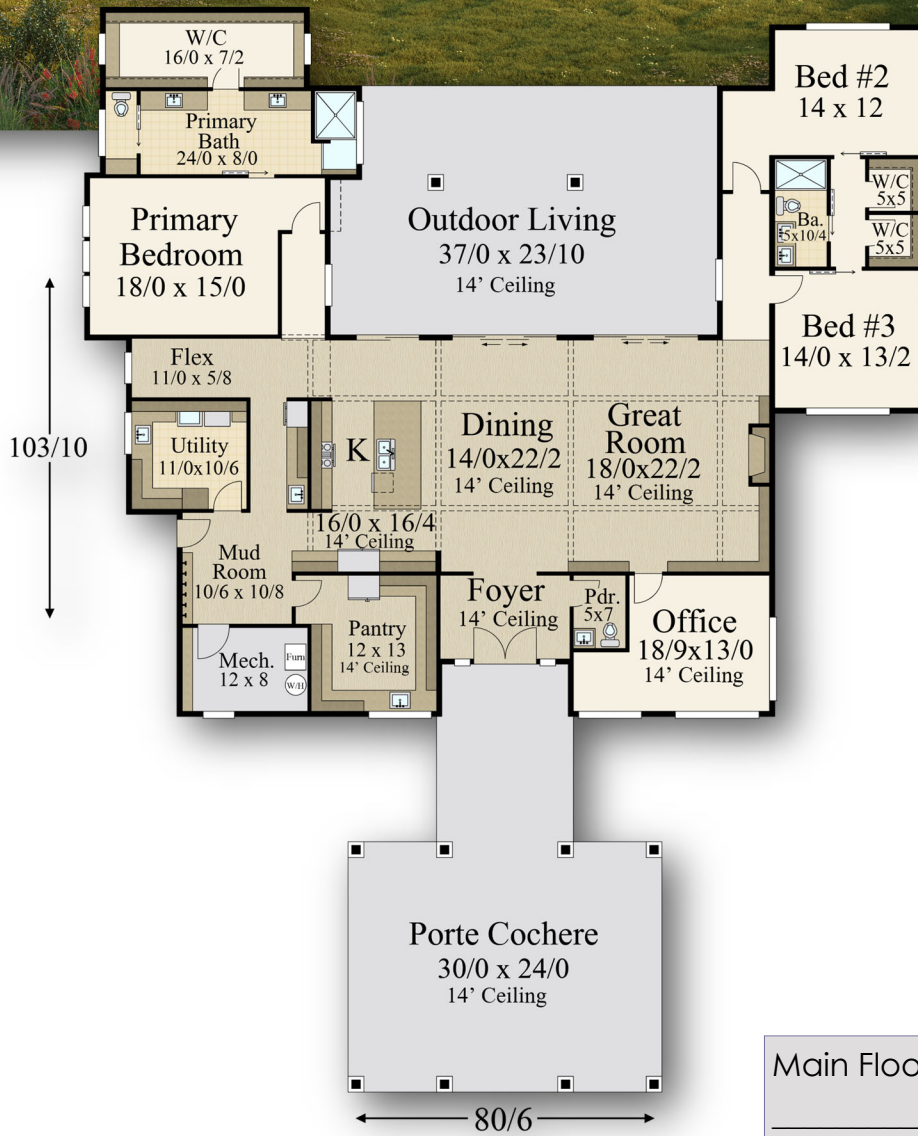 W/C
16/0 x 7/2
Primary
Bath
24/0 x 8/0
Bed #2
14 x 12
W/C
5x5
W/C
5x5
Ba.
5x10/4
Primary
Bedroom
18/0 x 15/0
Outdoor Living
37/0 x 23/10
14’ Ceiling
Bed #3
14/0 x 13/2
Flex
11/0 x 5/8
103/10
Utility
11/0x10/6
K
16/0 x 16/4
14’ Ceiling
Dining
14/0x22/2
14’ Ceiling
Great
Room
18/0x22/2
14’ Ceiling
Mud
Room
10/6 x 10/8
Foyer
14’ Ceiling
Pdr.
5x7
Office
18/9x13/0
14’ Ceiling
Pantry
12 x 13
14’ Ceiling
Mech.
12 x 8
Furn
W/H
Porte Cochere
30/0 x 24/0
14’ Ceiling
80/6
Main Floo